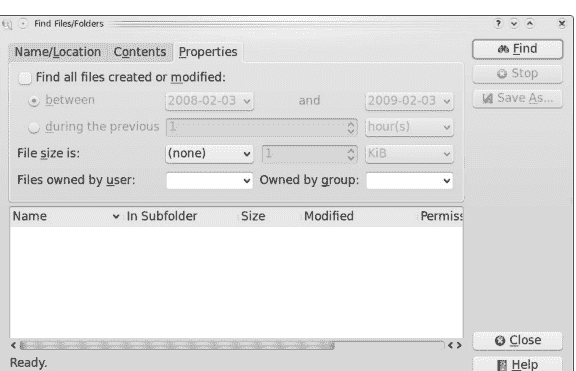 Find Files/Folders
Name/Location Contents Properties
Find
Find all files created or modified:
Stop
between 2008-02-03 and 2009-02-03
Save As...
during the previous 1 hour(s)
File size is: (none) 1 KiB
Files owned by user: Owned by group:
Name In Subfolder Size Modified Permiss
Close
Ready.
Help